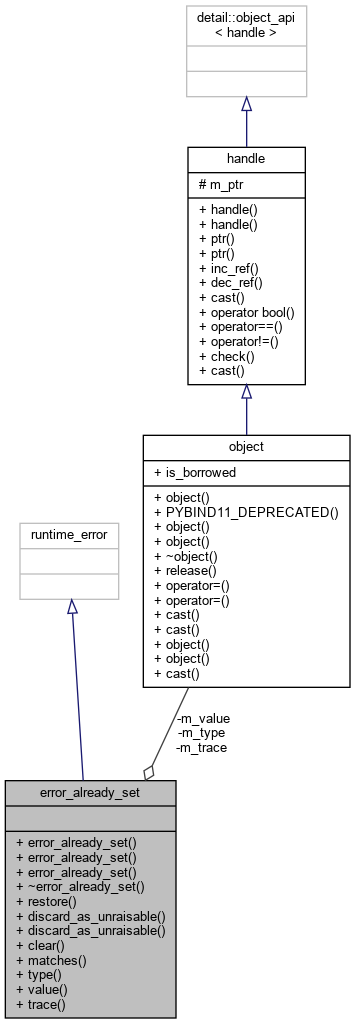 detail::object_api
< handle >
handle
# m_ptr
+ handle()
+ handle()
+ ptr()
+ ptr()
+ inc_ref()
+ dec_ref()
+ cast()
+ operator bool()
+ operator==()
+ operator!=()
+ check()
+ cast()
object
+ is_borrowed
+ object()
+ PYBIND11_DEPRECATED()
+ object()
+ object()
+ ~object()
+ release()
+ operator=()
+ operator=()
+ cast()
+ cast()
+ object()
+ object()
+ cast()
runtime_error
-m_value
-m_type
-m_trace
error_already_set
+ error_already_set()
+ error_already_set()
+ error_already_set()
+ ~error_already_set()
+ restore()
+ discard_as_unraisable()
+ discard_as_unraisable()
+ clear()
+ matches()
+ type()
+ value()
+ trace()